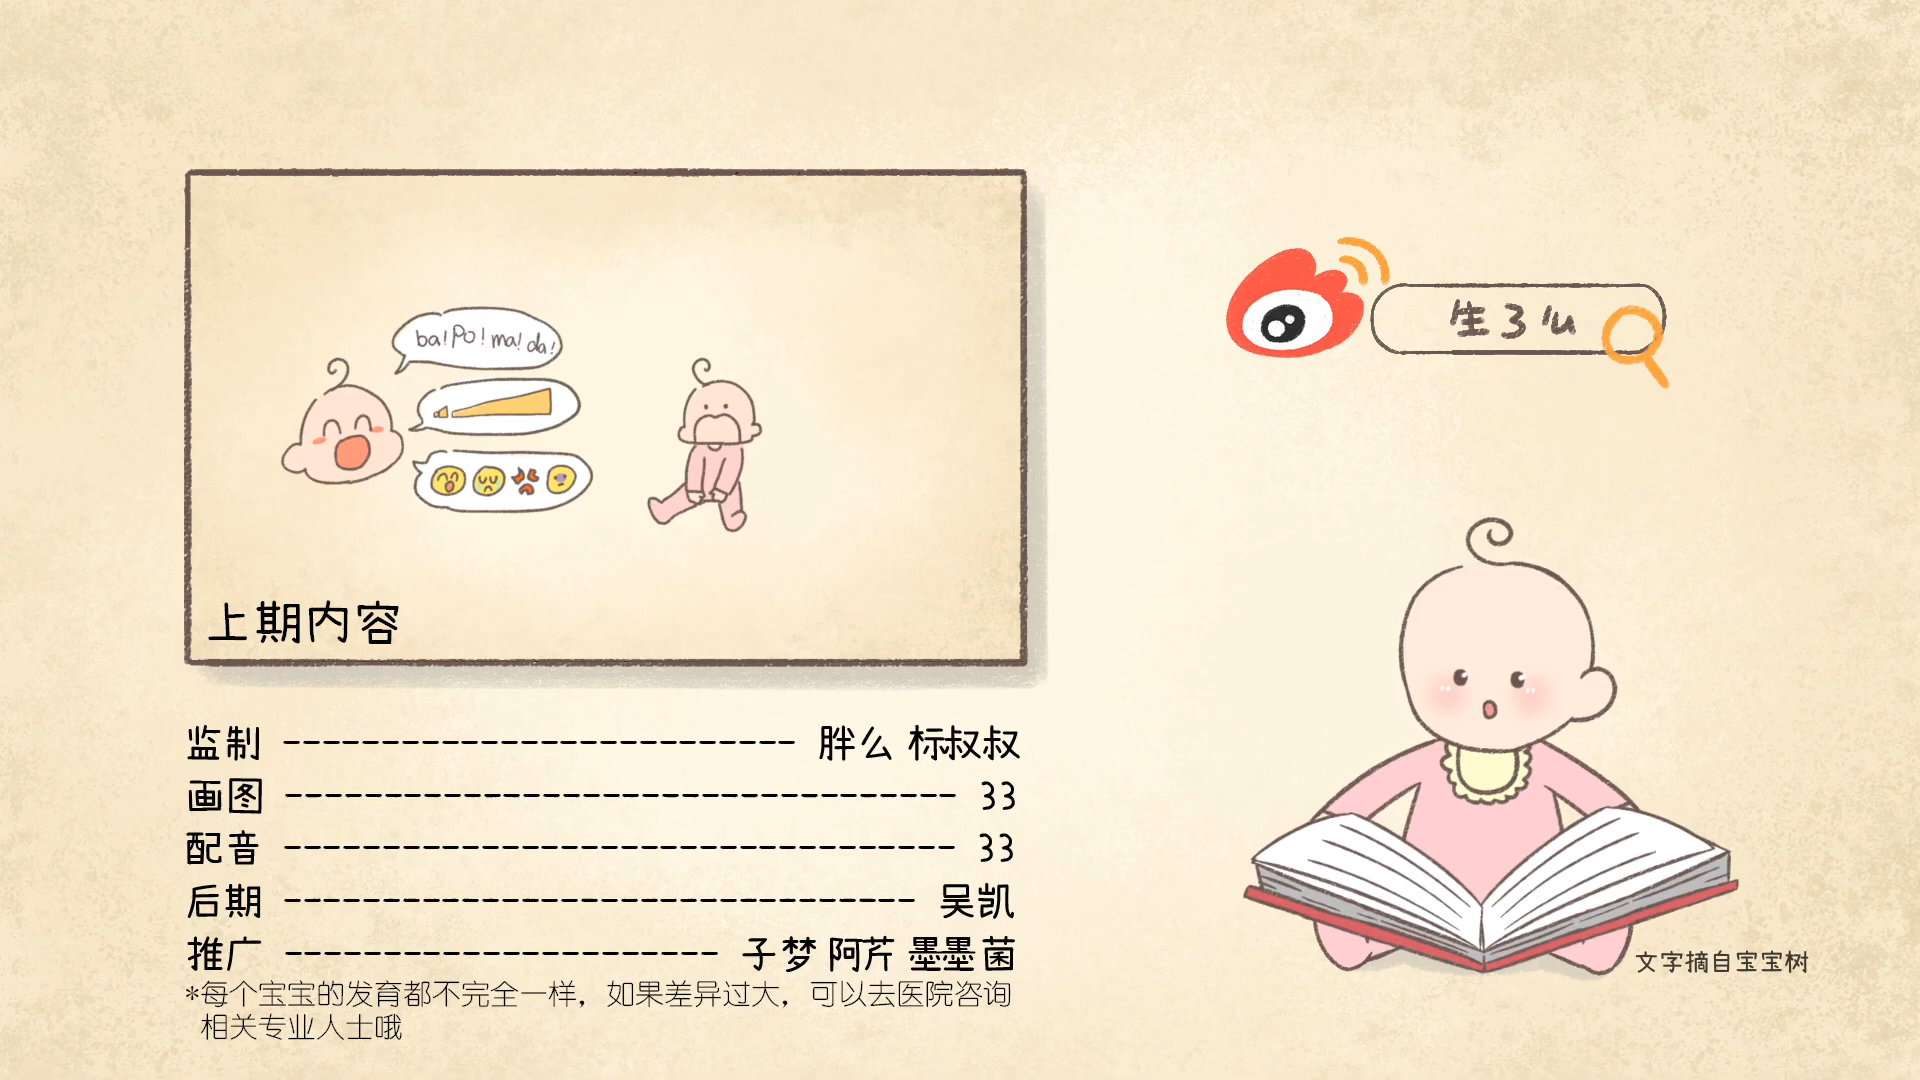 ba! Po! ma! da!
上期内容
生了么
监制 -------------------------- 胖么 标叔叔
画图 ---------------------------------- 33
配音 ---------------------------------- 33
后期 -------------------------------- 吴凯
推广 ---------------------- 子梦 阿芹 墨墨菌
*每个宝宝的发育都不完全一样，如果差异过大，可以去医院咨询
相关专业人士哦
文字摘自宝宝树